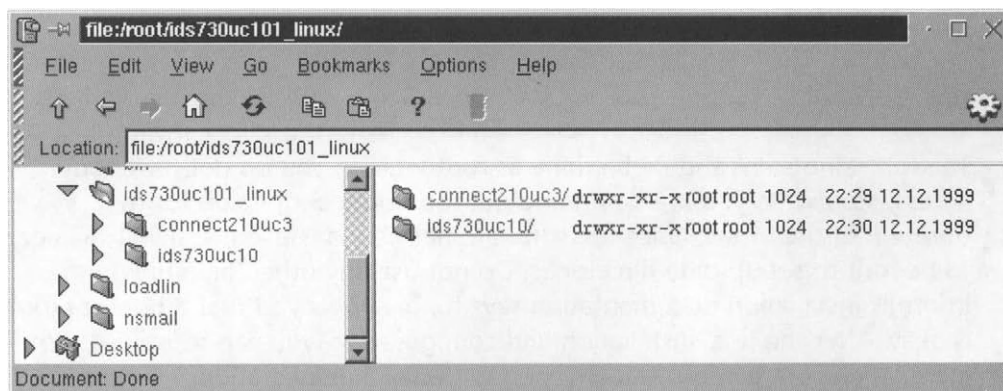 file:/root/ids730uc101_linux/
File Edit View Go Bookmarks Options Help
?
Location: file:/root/ids730uc101_linux
ids730uc101_linux
connect210uc3
ids730uc10
loadlin
nsmail
Desktop
connect210uc3/ drwxr-xr-x root root 1024 22:29 12.12.1999
ids730uc10/ drwxr-xr-x root root 1024 22:30 12.12.1999
Document: Done